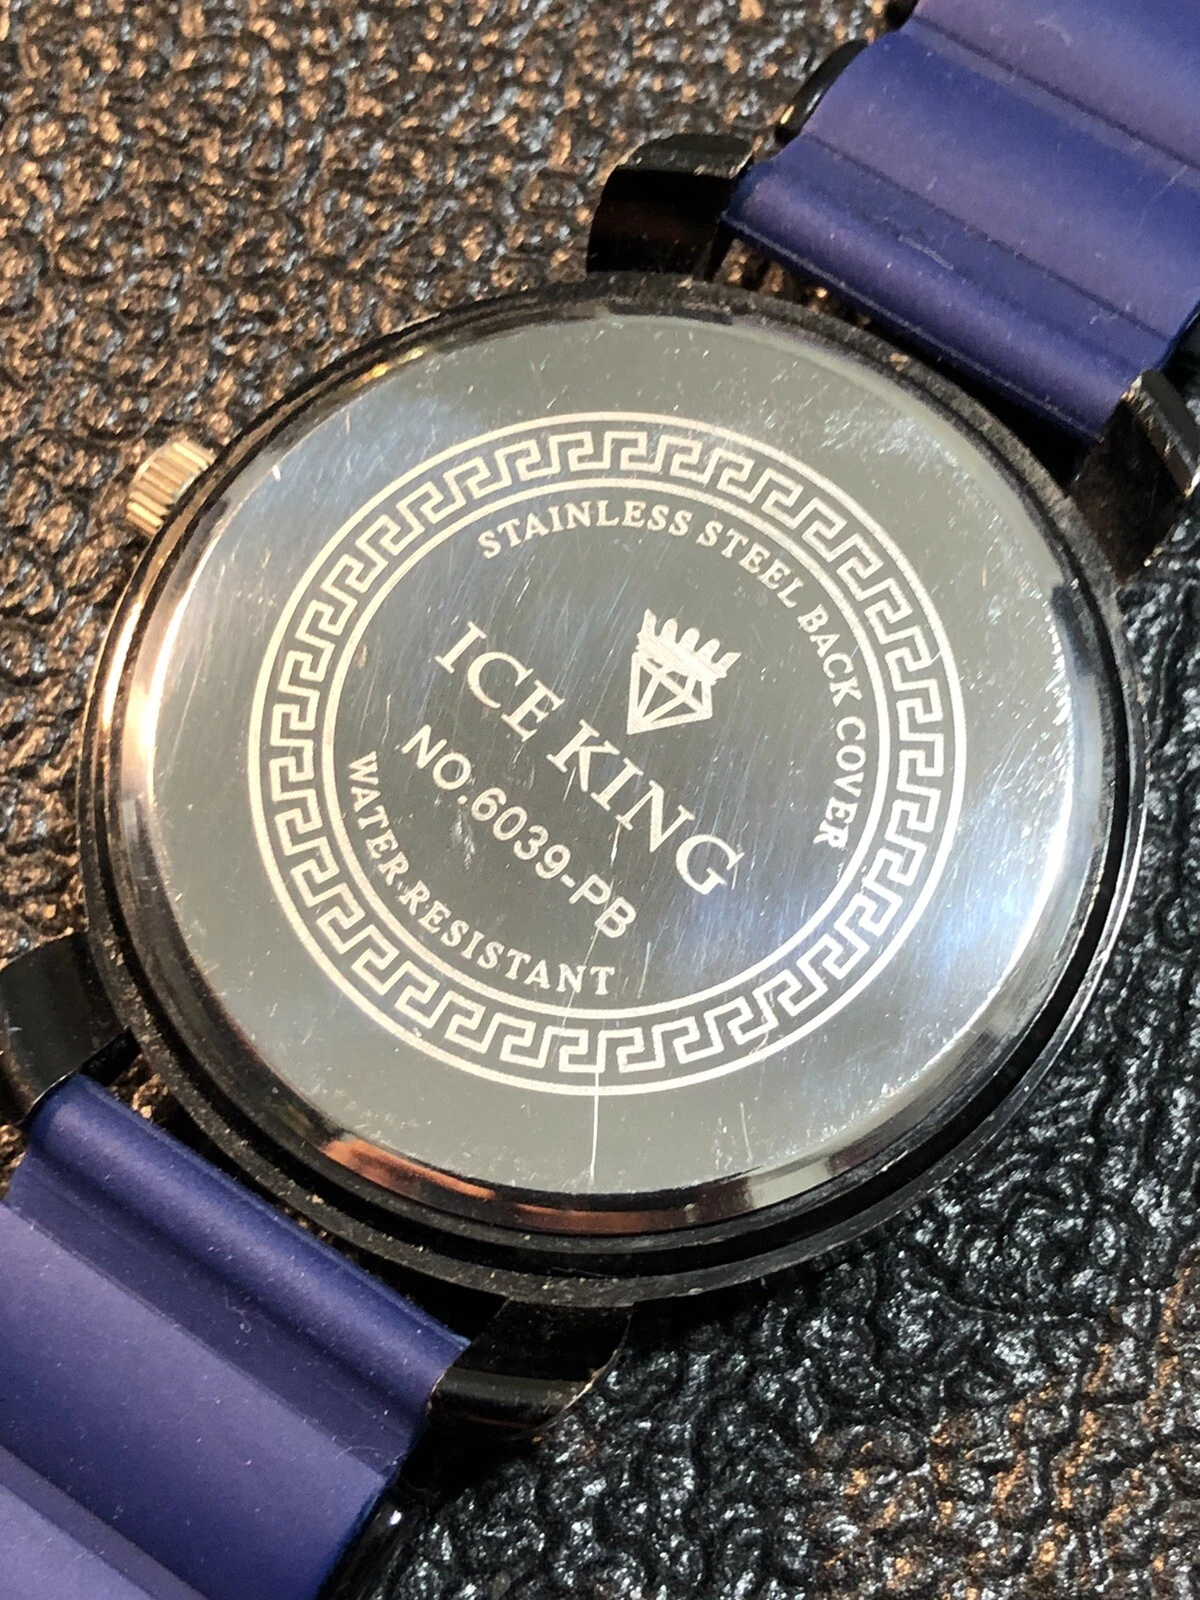 STAINLESS STEEL BACK COVER
ICE KING
NO.6039-PB
WATER RESISTANT